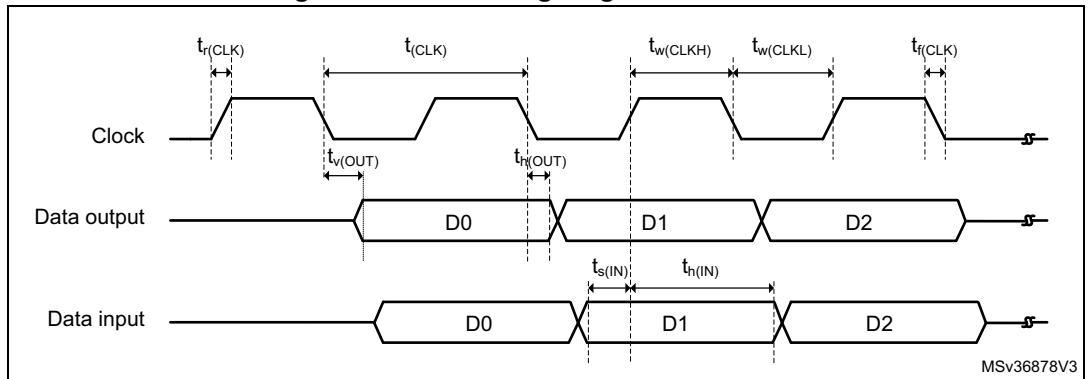 t_r(CLK) t_(CLK) t_w(CLKH) t_w(CLKL) t_f(CLK)
Clock
t_v(OUT) t_h(OUT)
Data output D0 D1 D2
t_s(IN) t_h(IN)
Data input D0 D1 D2
MSv36878V3